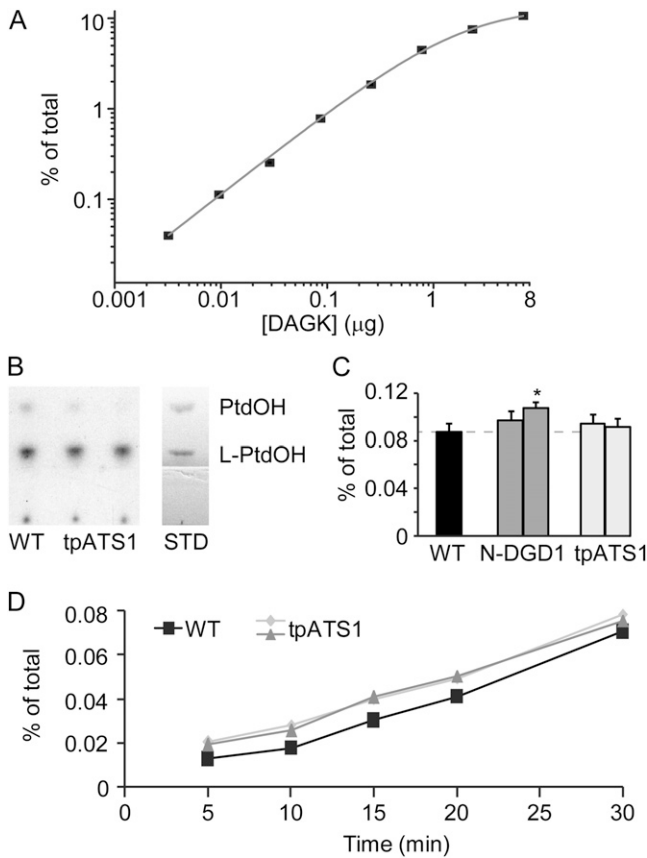 A
% of total
10
1
0.1
0.001
0.01
0.1
1
8
[DAGK] (μg)
B
PtdOH
L-PtdOH
WT tpATS1 STD
C
% of total
0.12
0.08
0.04
0
*
WT N-DGD1 tpATS1
D
% of total
0.08
0.06
0.04
0.02
0
WT tpATS1
0 5 10 15 20 25 30
Time (min)